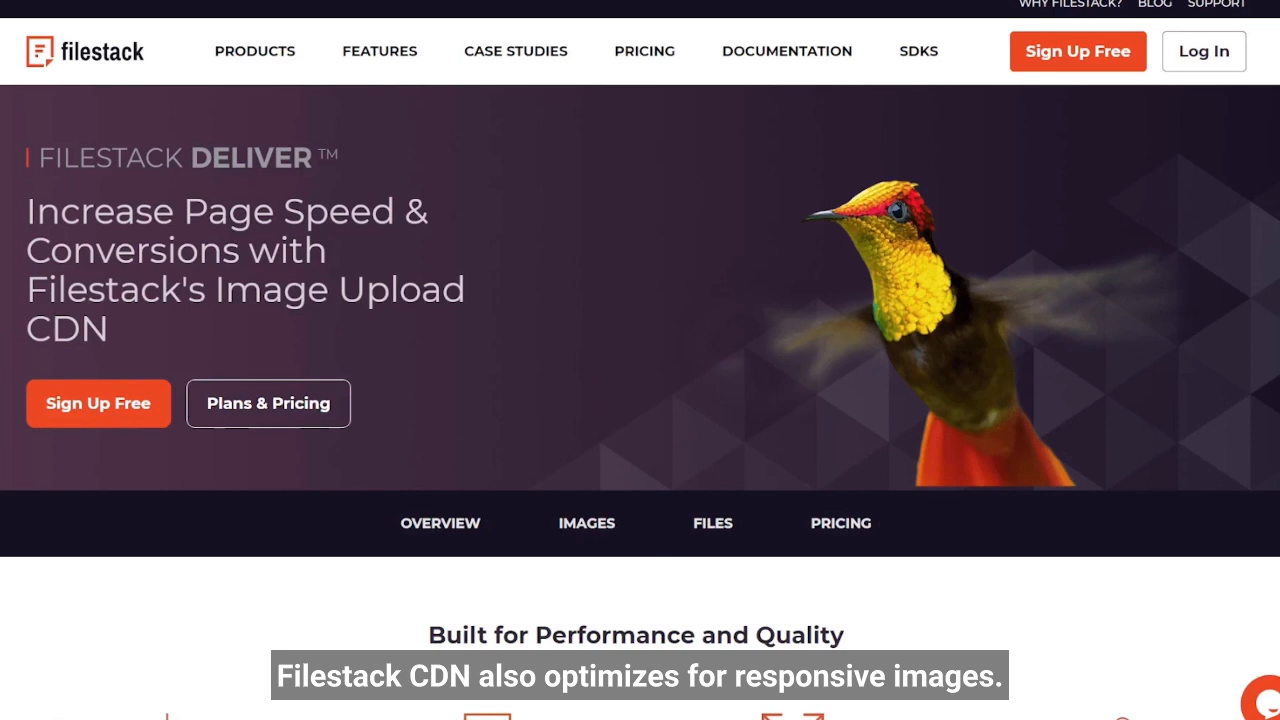 WHY FILESTACK? BLOG SUPPORT
filestack
PRODUCTS FEATURES CASE STUDIES PRICING DOCUMENTATION SDKS
Sign Up Free Log In
FILESTACK DELIVER™
Increase Page Speed &
Conversions with
Filestack's Image Upload
CDN
Sign Up Free Plans & Pricing
OVERVIEW IMAGES FILES PRICING
Built for Performance and Quality
Filestack CDN also optimizes for responsive images.